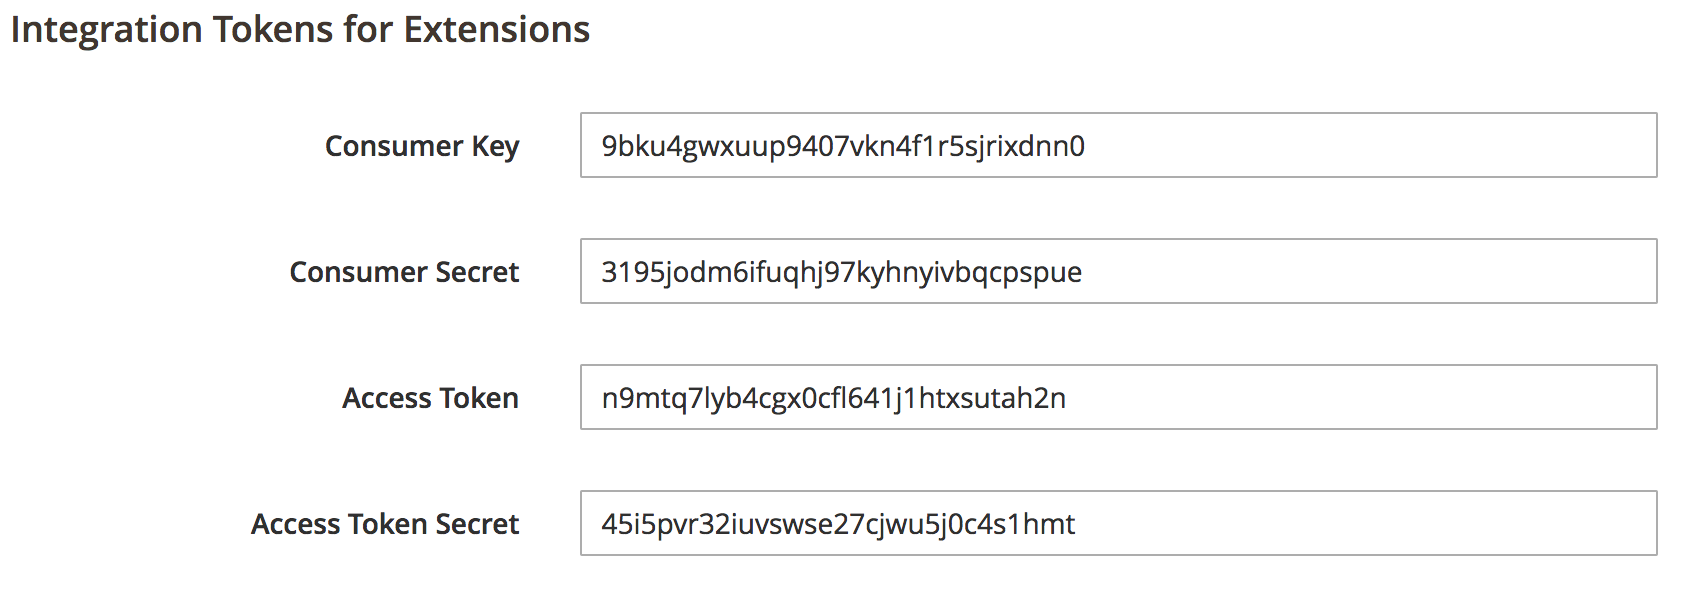 Integration Tokens for Extensions
Consumer Key 9bku4gwxuup9407vkn4f1r5sjrixdnn0
Consumer Secret 3195jodm6ifuqhj97kyhnyivbqcpspue
Access Token n9mtq7lyb4cgx0cfl641j1htxsutah2n
Access Token Secret 45i5pvr32iuvswse27cjwu5j0c4s1hmt